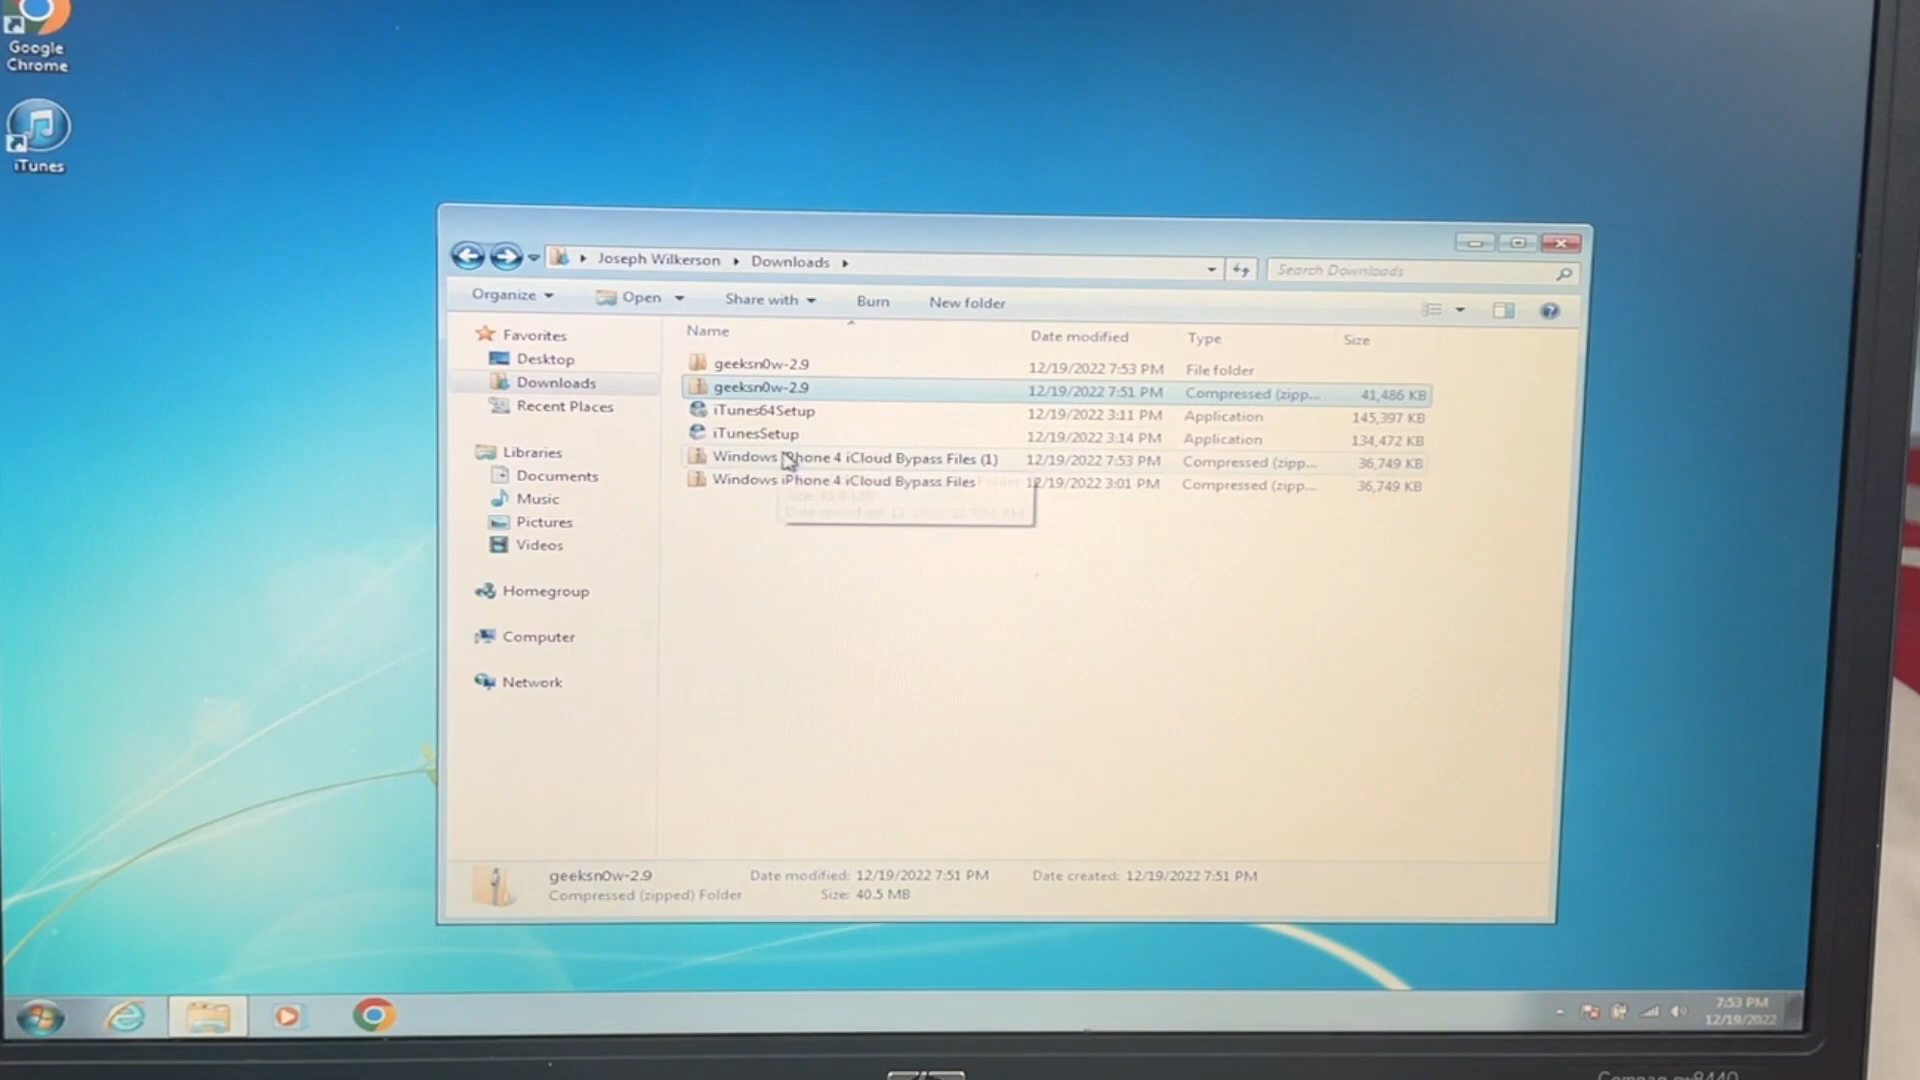 Google
Chrome
iTunes
Joseph Wilkerson Downloads
Search Downloads
Organize Open Share with Burn New folder
Name Date modified Type Size
Favorites
Desktop
Downloads
Recent Places
Libraries
Documents
Music
Pictures
Videos
Homegroup
Computer
Network
geeksn0w-2.9 12/19/2022 7:53 PM File folder
geeksn0w-2.9 12/19/2022 7:51 PM Compressed (zipp... 41,486 KB
iTunes64Setup 12/19/2022 3:11 PM Application 145,397 KB
iTunesSetup 12/19/2022 3:14 PM Application 134,472 KB
Windows iPhone 4 iCloud Bypass Files (1) 12/19/2022 7:53 PM Compressed (zipp... 36,749 KB
Windows iPhone 4 iCloud Bypass Files 12/19/2022 3:01 PM Compressed (zipp... 36,749 KB
geeksn0w-2.9 Date modified: 12/19/2022 7:51 PM Date created: 12/19/2022 7:51 PM
Compressed (zipped) Folder Size: 40.5 MB
7:53 PM
12/19/2022